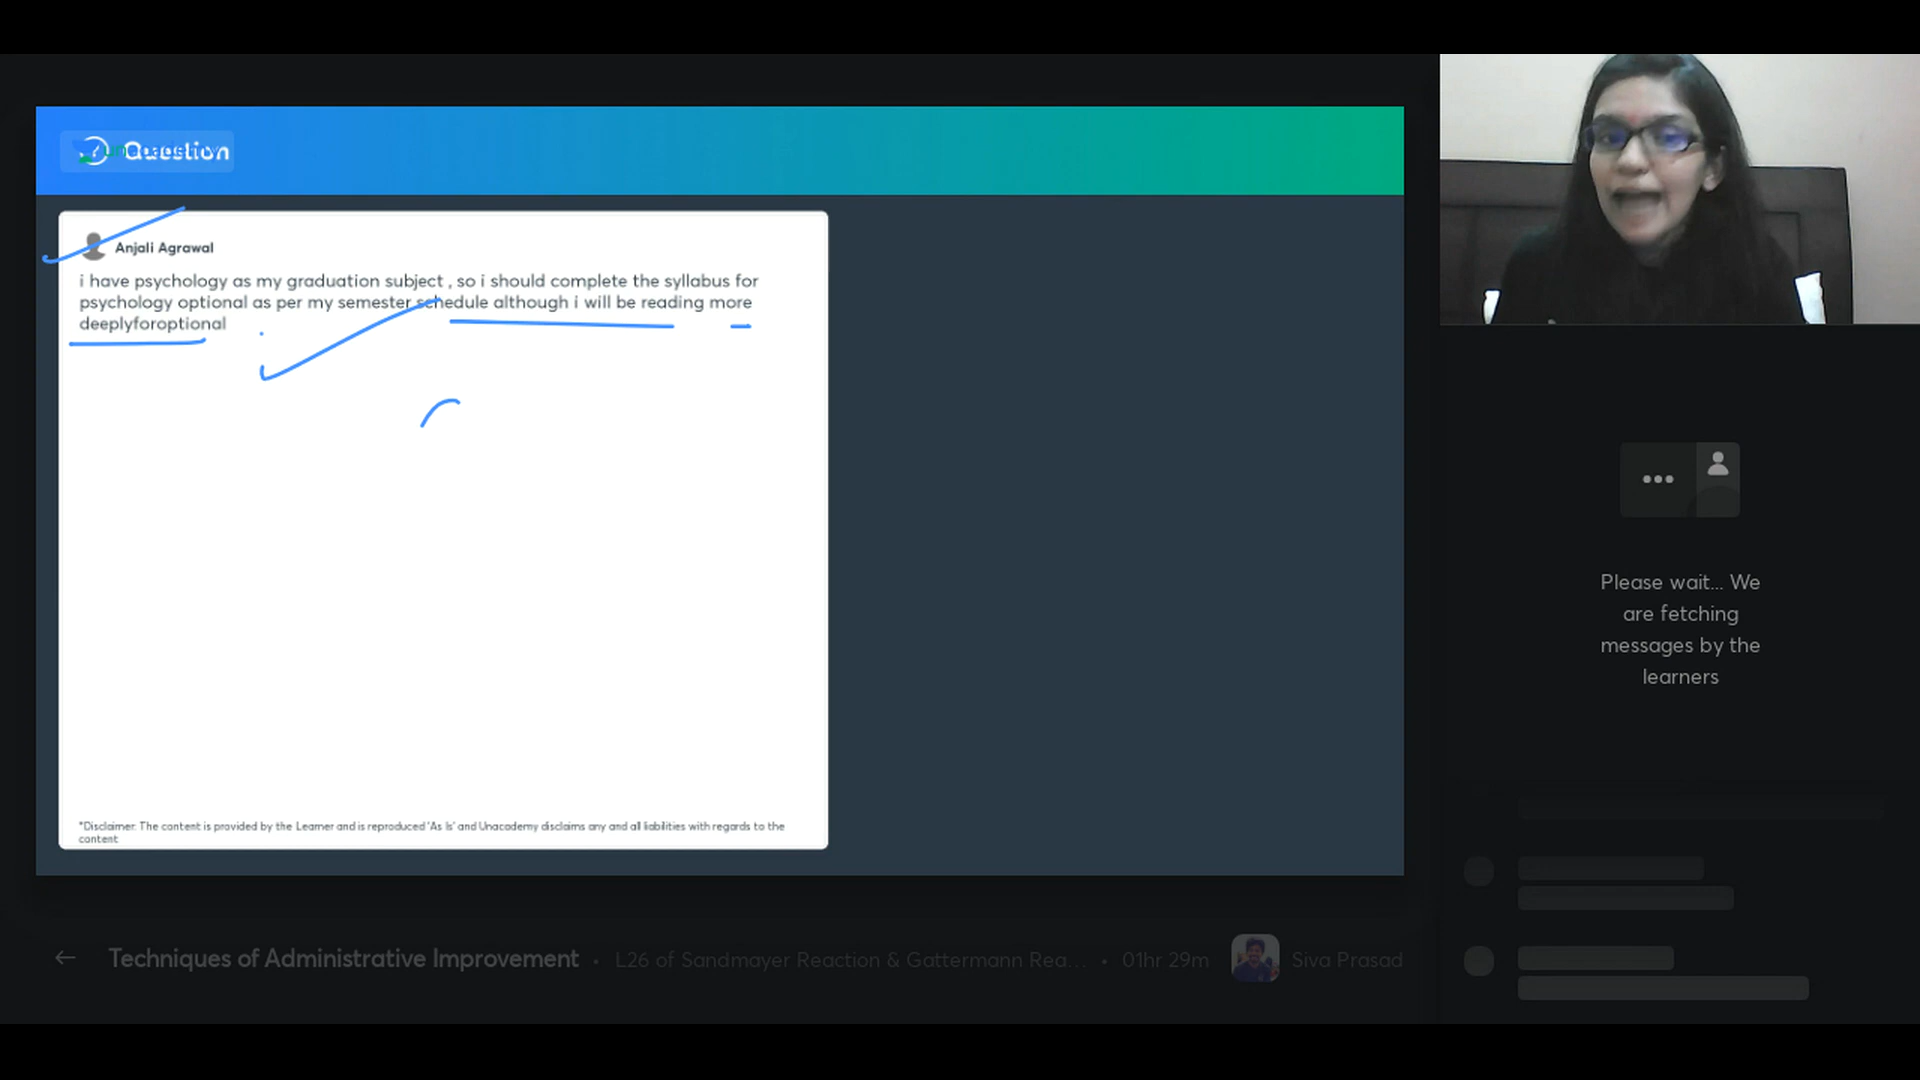 Question
Anjali Agrawal
i have psychology as my graduation subject , so i should complete the syllabus for
psychology optional as per my semester schedule although i will be reading more
deeplyforoptional
*Disclaimer: The content is provided by the Learner and is reproduced 'As Is' and Unacademy disclaims any and all liabilities with regards to the
content
Techniques of Administrative Improvement • L26 of Sandmayer Reaction & Gattermann Rea... • 01hr 29m Siva Prasad
Please wait... We
are fetching
messages by the
learners